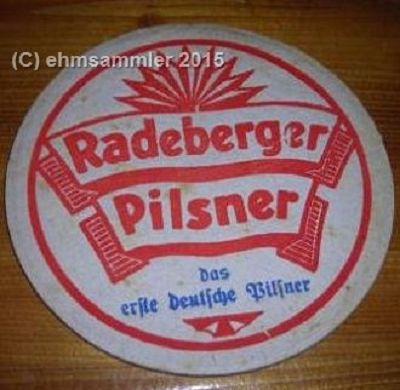 (C) ehmsammler 2015
Radeberger
Pilsner
das
erste deutsche Pilsner